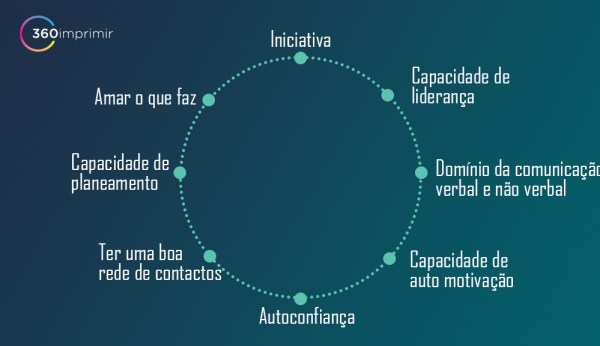 360imprimir
Iniciativa
Capacidade de
liderança
Domínio da comunicação
verbal e não verbal
Capacidade de
auto motivação
Autoconfiança
Ter uma boa
rede de contactos
Capacidade de
planeamento
Amar o que faz